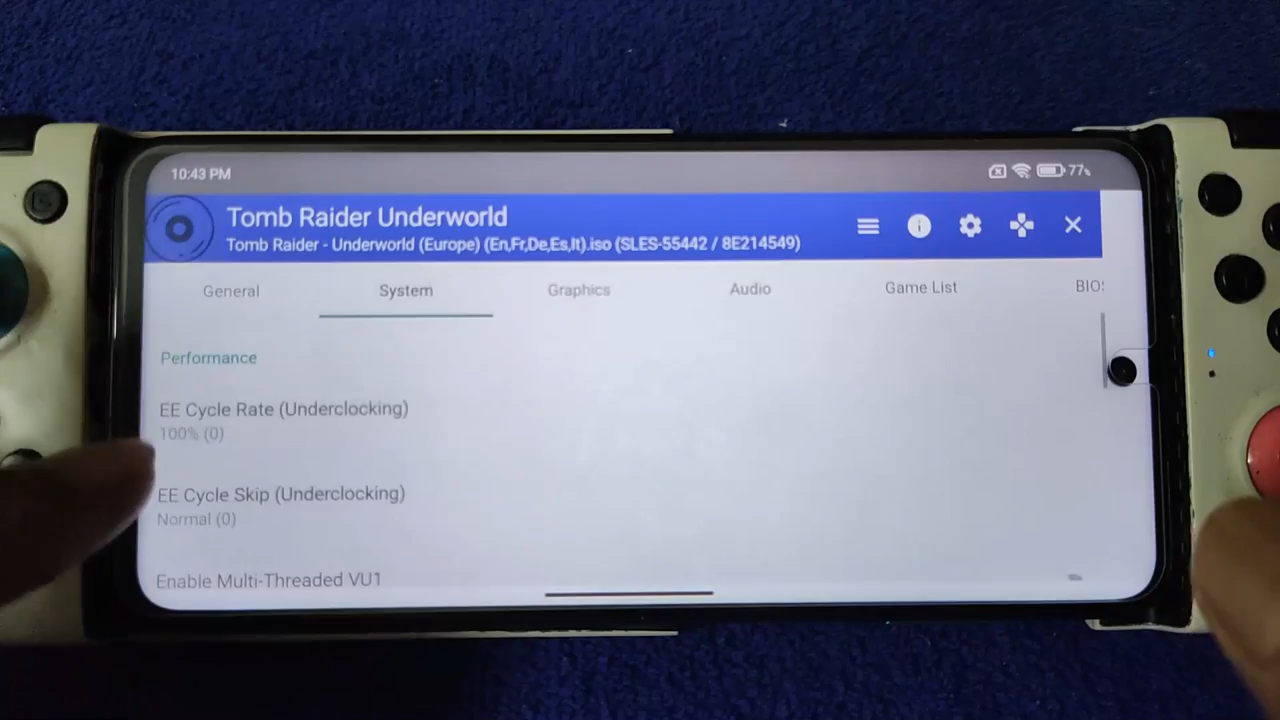 10:43 PM
77%
Tomb Raider Underworld
Tomb Raider - Underworld (Europe) (En,Fr,De,Es,It).iso (SLES-55442 / 8E214549)
General
System
Graphics
Audio
Game List
BIOS
Performance
EE Cycle Rate (Underclocking)
100% (0)
EE Cycle Skip (Underclocking)
Normal (0)
Enable Multi-Threaded VU1